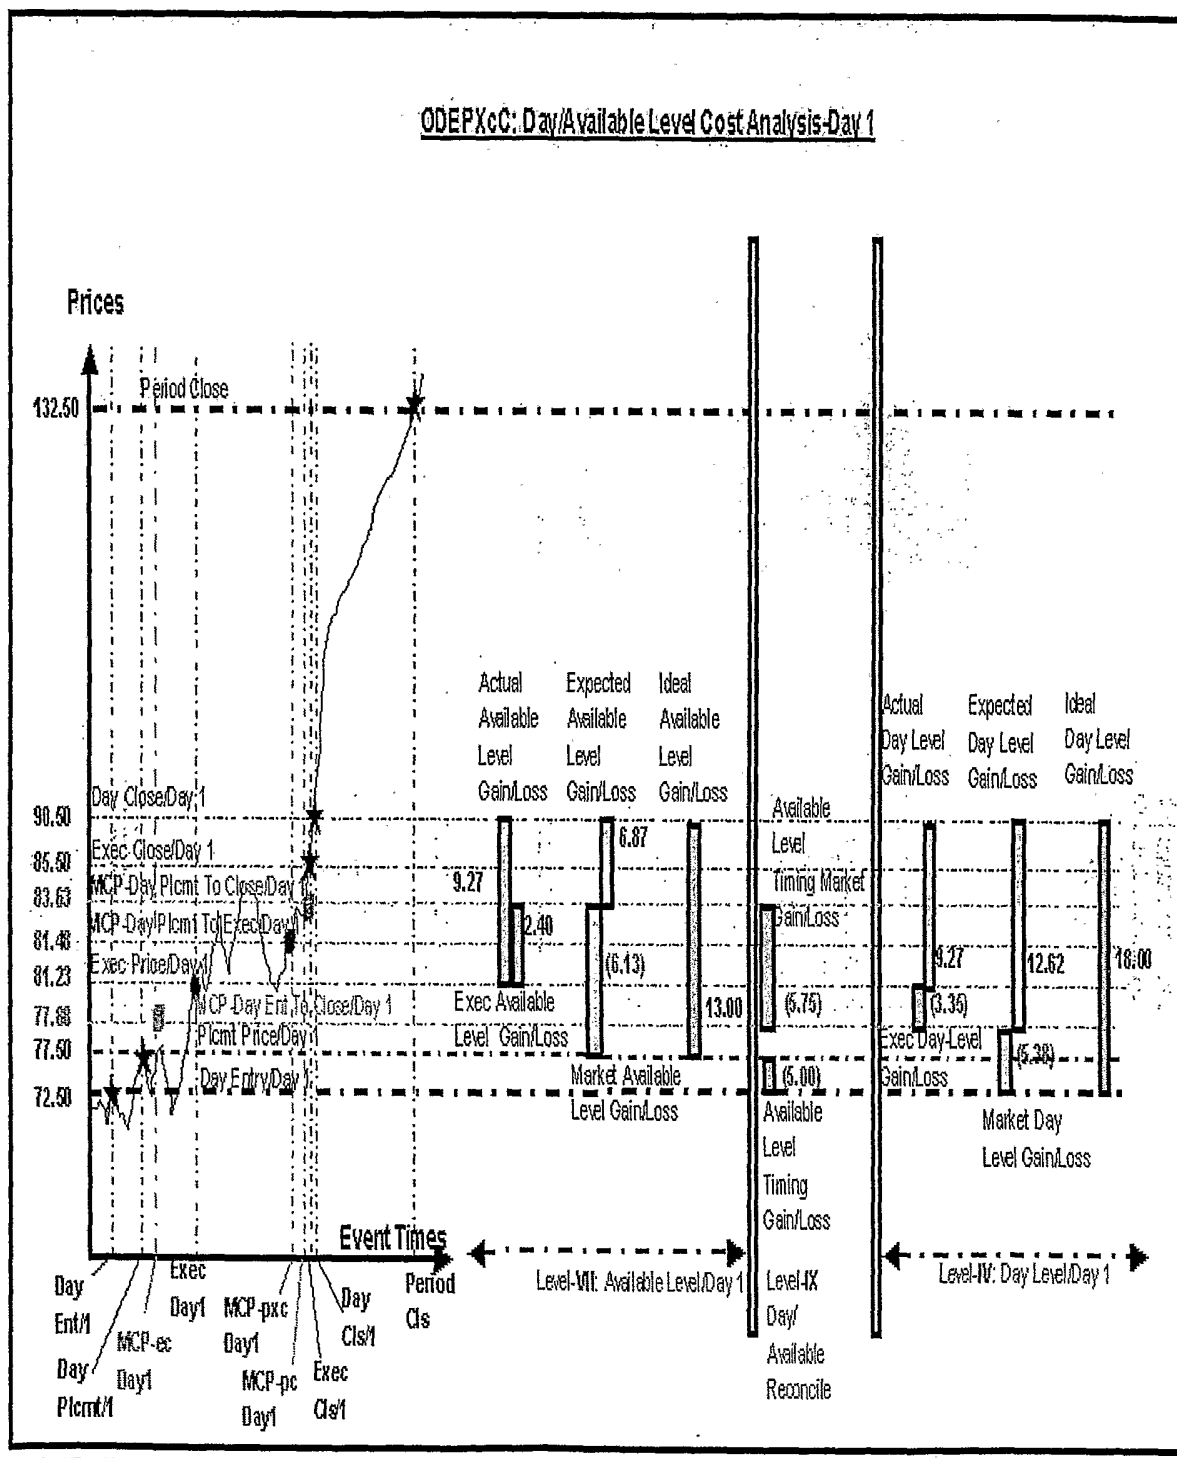 ODEPXcC: Day/Available Level Cost Analysis-Day 1
Prices
Period Close
132.50
Actual
Available
Level
Gain/Loss
Expected
Available
Level
Gain/Loss
Ideal
Available
Level
Gain/Loss
Actual
Day Level
Gain/Loss
Expected
Day Level
Gain/Loss
Ideal
Day Level
Gain/Loss
Day Close/Day 1
90.50
Exec Close/Day 1
85.50
MCP-Day Plcmt To Close/Day 1
83.63
MCP-Day/Plcmt To Exec/Day 1
81.48
Exec Price/Day 1
81.23
MCP-Day Ent To Close/Day 1
77.88
Plcmt Price/Day 1
77.50
Day Entry/Day 1
72.50
9.27
2.40
6.87
(6.13)
13.00
Exec Available
Level Gain/Loss
Market Available
Level Gain/Loss
Available
Level
Timing Market
Gain/Loss
(5.75)
(5.00)
Available
Level
Timing
Gain/Loss
9.27
(3.35)
12.62
(5.38)
18.00
Exec Day-Level
Gain/Loss
Market Day
Level Gain/Loss
Event Times
Day
Ent/1
Day
Plcmt/1
MCP-ec
Day1
Exec
Day1
MCP-pxc
Day1
MCP-pc
Day1
Exec
Cls/1
Day
Cls/1
Period
Cls
Level-VII: Available Level/Day 1
Level-IX
Day/
Available
Reconcile
Level-IV: Day Level/Day 1